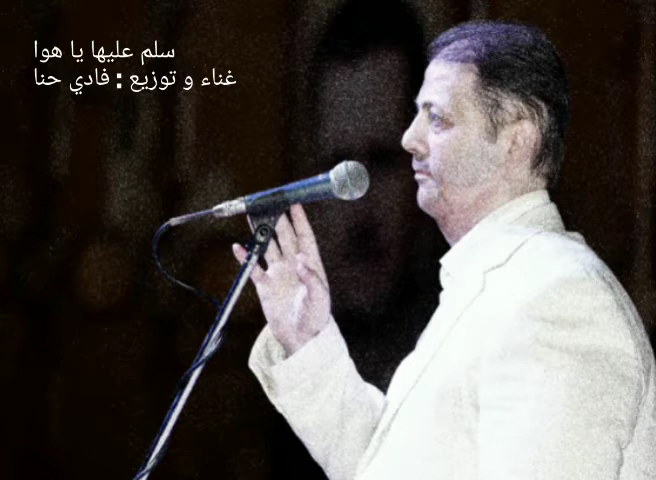 سلم عليها يا هوا
غناء و توزيع : فادي حنا